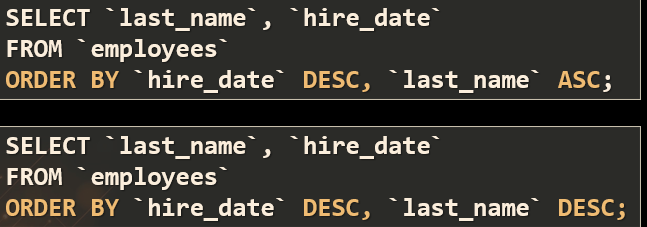 SELECT `last_name`, `hire_date`
FROM `employees`
ORDER BY `hire_date` DESC, `last_name` ASC;
SELECT `last_name`, `hire_date`
FROM `employees`
ORDER BY `hire_date` DESC, `last_name` DESC;